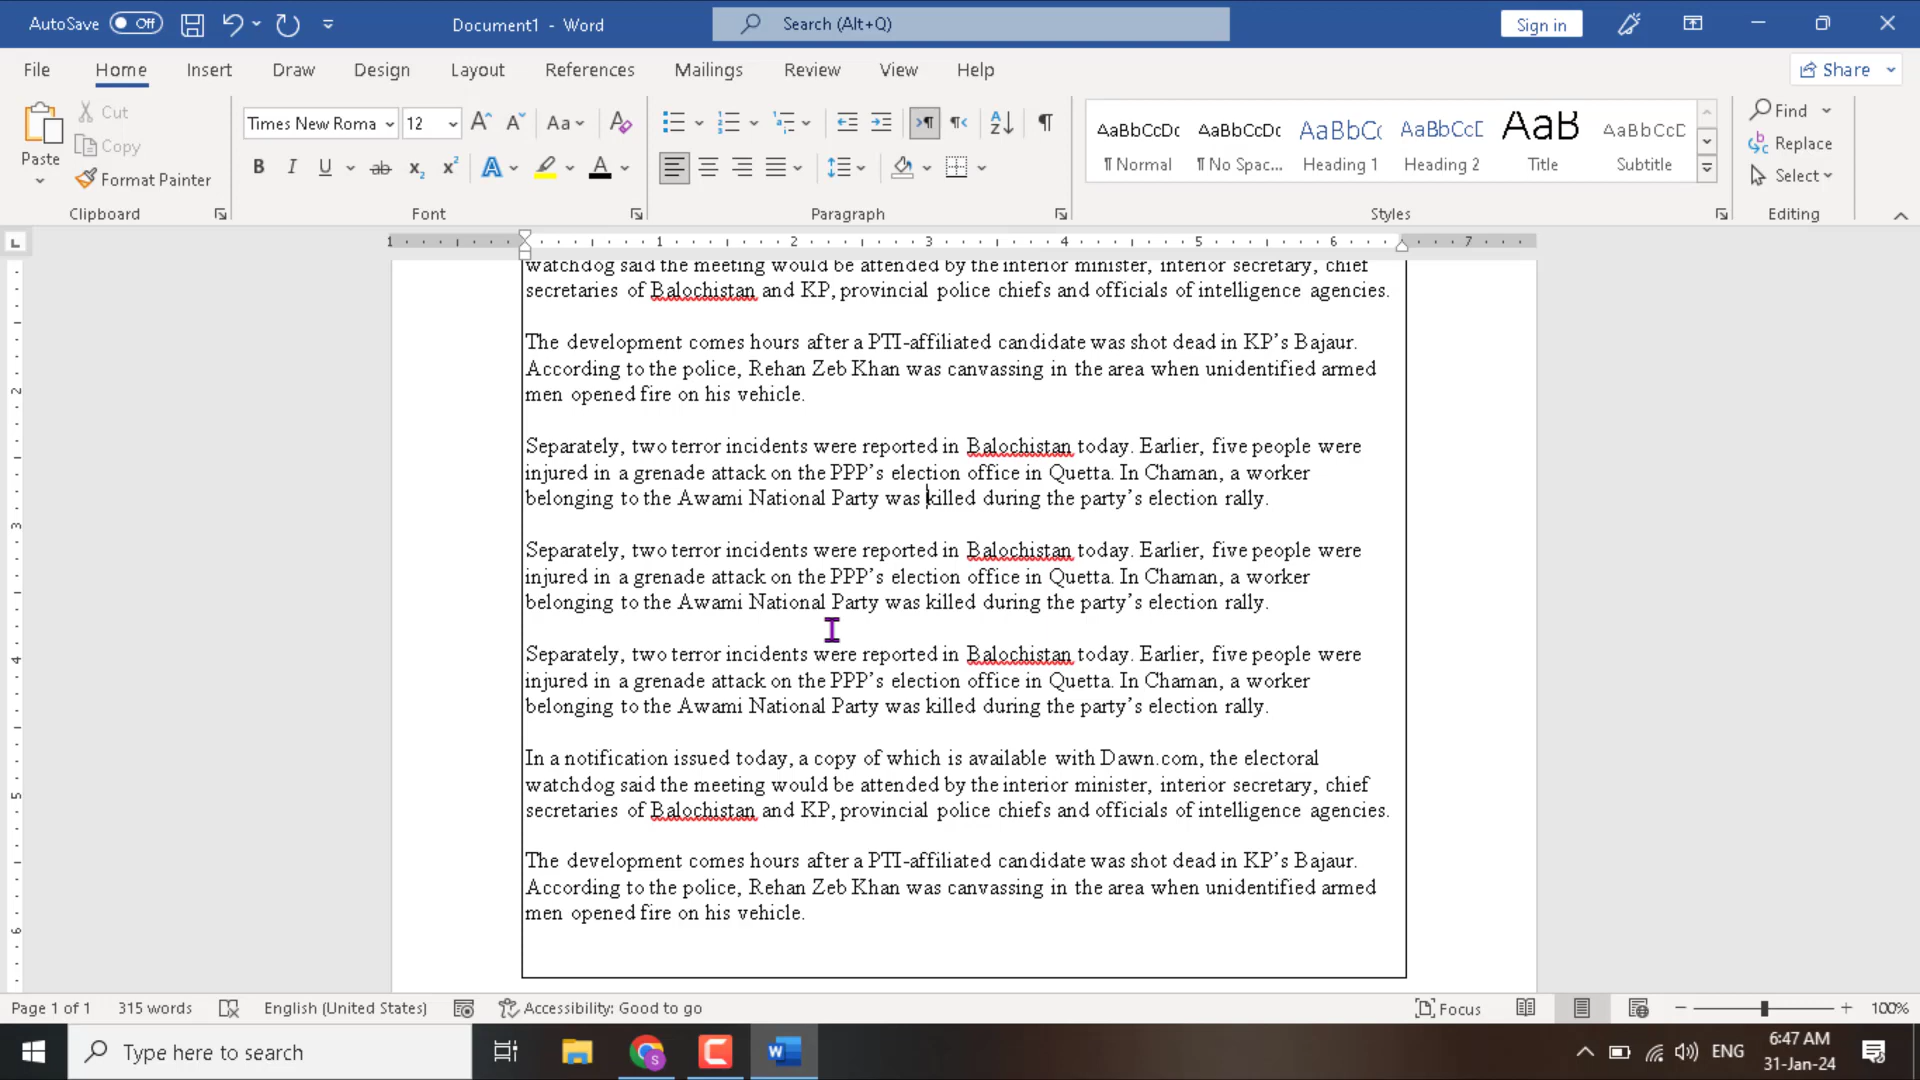 AutoSave Off Document1 - Word Search (Alt+Q) Sign in
File Home Insert Draw Design Layout References Mailings Review View Help Share
Paste Cut Copy Format Painter
Times New Roma 12 Aa
AaBbCcDc AaBbCcDc AaBbC( AaBbCcE AaB AaBbCcD
¶ Normal ¶ No Spac... Heading 1 Heading 2 Title Subtitle
Find Replace Select
Clipboard Font Paragraph Styles Editing
1 1 2 3 4 5 6 7
watchdog said the meeting would be attended by the interior minister, interior secretary, chief
secretaries of Balochistan and KP, provincial police chiefs and officials of intelligence agencies.
The development comes hours after a PTI-affiliated candidate was shot dead in KP’s Bajaur.
According to the police, Rehan Zeb Khan was canvassing in the area when unidentified armed
men opened fire on his vehicle.
Separately, two terror incidents were reported in Balochistan today. Earlier, five people were
injured in a grenade attack on the PPP’s election office in Quetta. In Chaman, a worker
belonging to the Awami National Party was killed during the party’s election rally.
Separately, two terror incidents were reported in Balochistan today. Earlier, five people were
injured in a grenade attack on the PPP’s election office in Quetta. In Chaman, a worker
belonging to the Awami National Party was killed during the party’s election rally.
Separately, two terror incidents were reported in Balochistan today. Earlier, five people were
injured in a grenade attack on the PPP’s election office in Quetta. In Chaman, a worker
belonging to the Awami National Party was killed during the party’s election rally.
In a notification issued today, a copy of which is available with Dawn.com, the electoral
watchdog said the meeting would be attended by the interior minister, interior secretary, chief
secretaries of Balochistan and KP, provincial police chiefs and officials of intelligence agencies.
The development comes hours after a PTI-affiliated candidate was shot dead in KP’s Bajaur.
According to the police, Rehan Zeb Khan was canvassing in the area when unidentified armed
men opened fire on his vehicle.
2 3 4 5 6
Page 1 of 1 315 words English (United States) Accessibility: Good to go Focus 100%
Type here to search ENG 6:47 AM
31-Jan-24